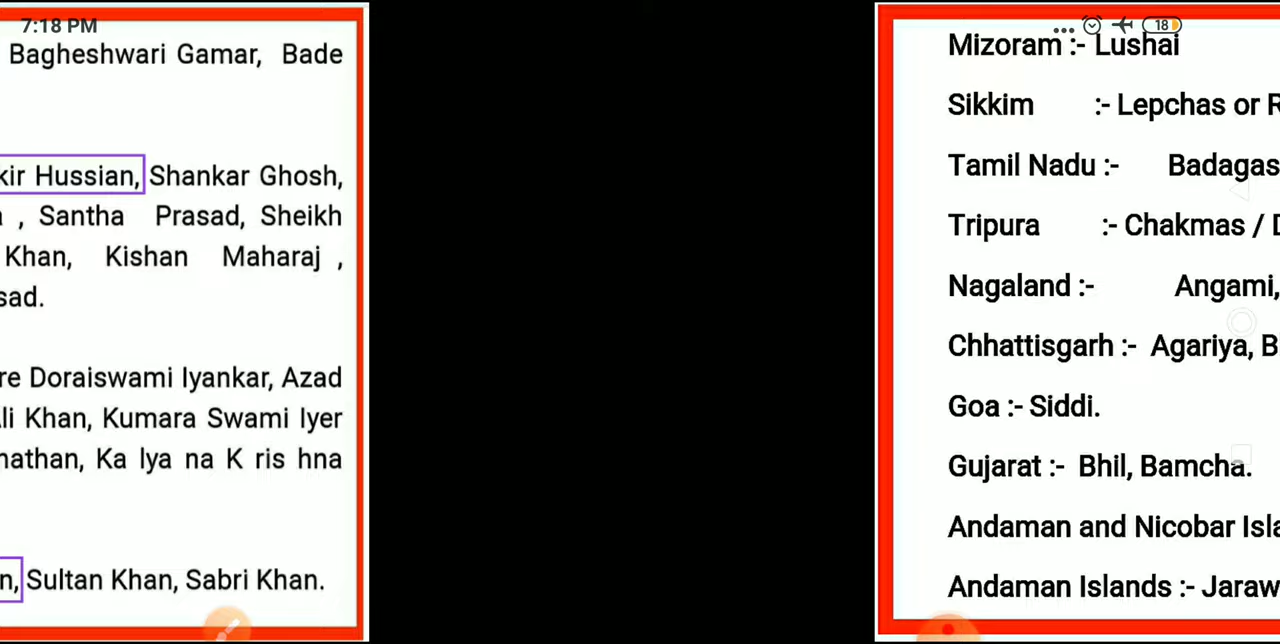 7:18 PM
18
Bagheshwari Gamar, Bade
kir Hussian, Shankar Ghosh,
, Santha Prasad, Sheikh
Khan, Kishan Maharaj ,
sad.
re Doraiswami Iyankar, Azad
li Khan, Kumara Swami Iyer
nathan, Ka lya na K ris hna
n, Sultan Khan, Sabri Khan.
Mizoram :- Lushai
Sikkim :- Lepchas or R
Tamil Nadu :- Badagas
Tripura :- Chakmas /
Nagaland :- Angami,
Chhattisgarh :- Agariya, B
Goa :- Siddi.
Gujarat :- Bhil, Bamcha.
Andaman and Nicobar Isla
Andaman Islands :- Jaraw